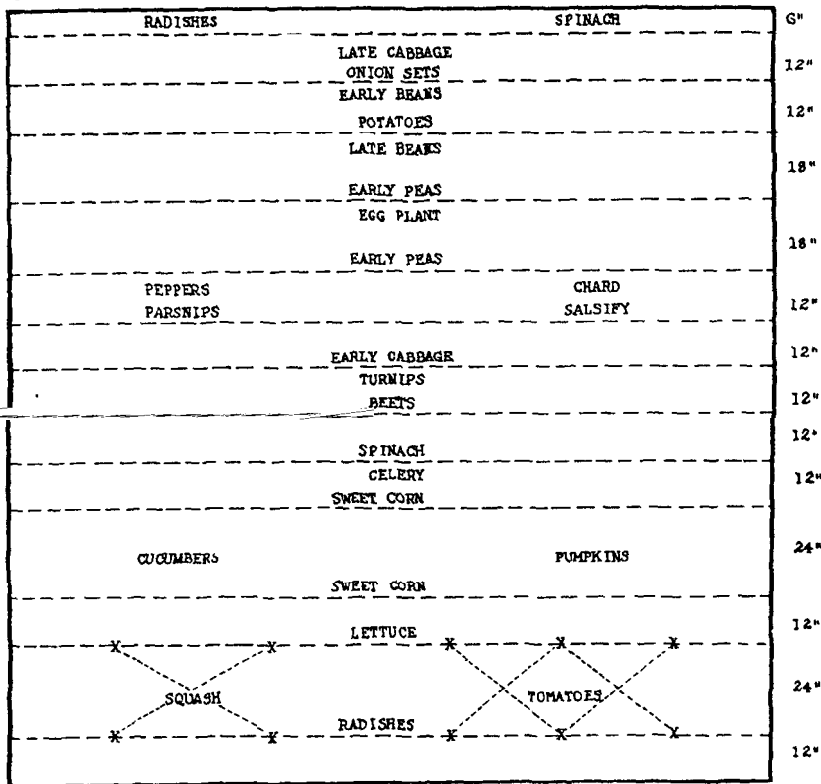 RADISHES SPINACH G"
LATE CABBAGE
12"
ONION SETS
EARLY BEANS
12"
POTATOES
LATE BEANS
18"
EARLY PEAS
EGG PLANT
18"
EARLY PEAS
PEPPERS CHARD
12"
PARSNIPS SALSIFY
12"
EARLY CABBAGE
TURNIPS
12"
BEETS
12"
SPINACH
CELERY 12"
SWEET CORN
24"
CUCUMBERS PUMPKINS
SWEET CORN
12"
X X LETTUCE X X X
24"
SQUASH TOMATOES
X X RADISHES X X X
12"